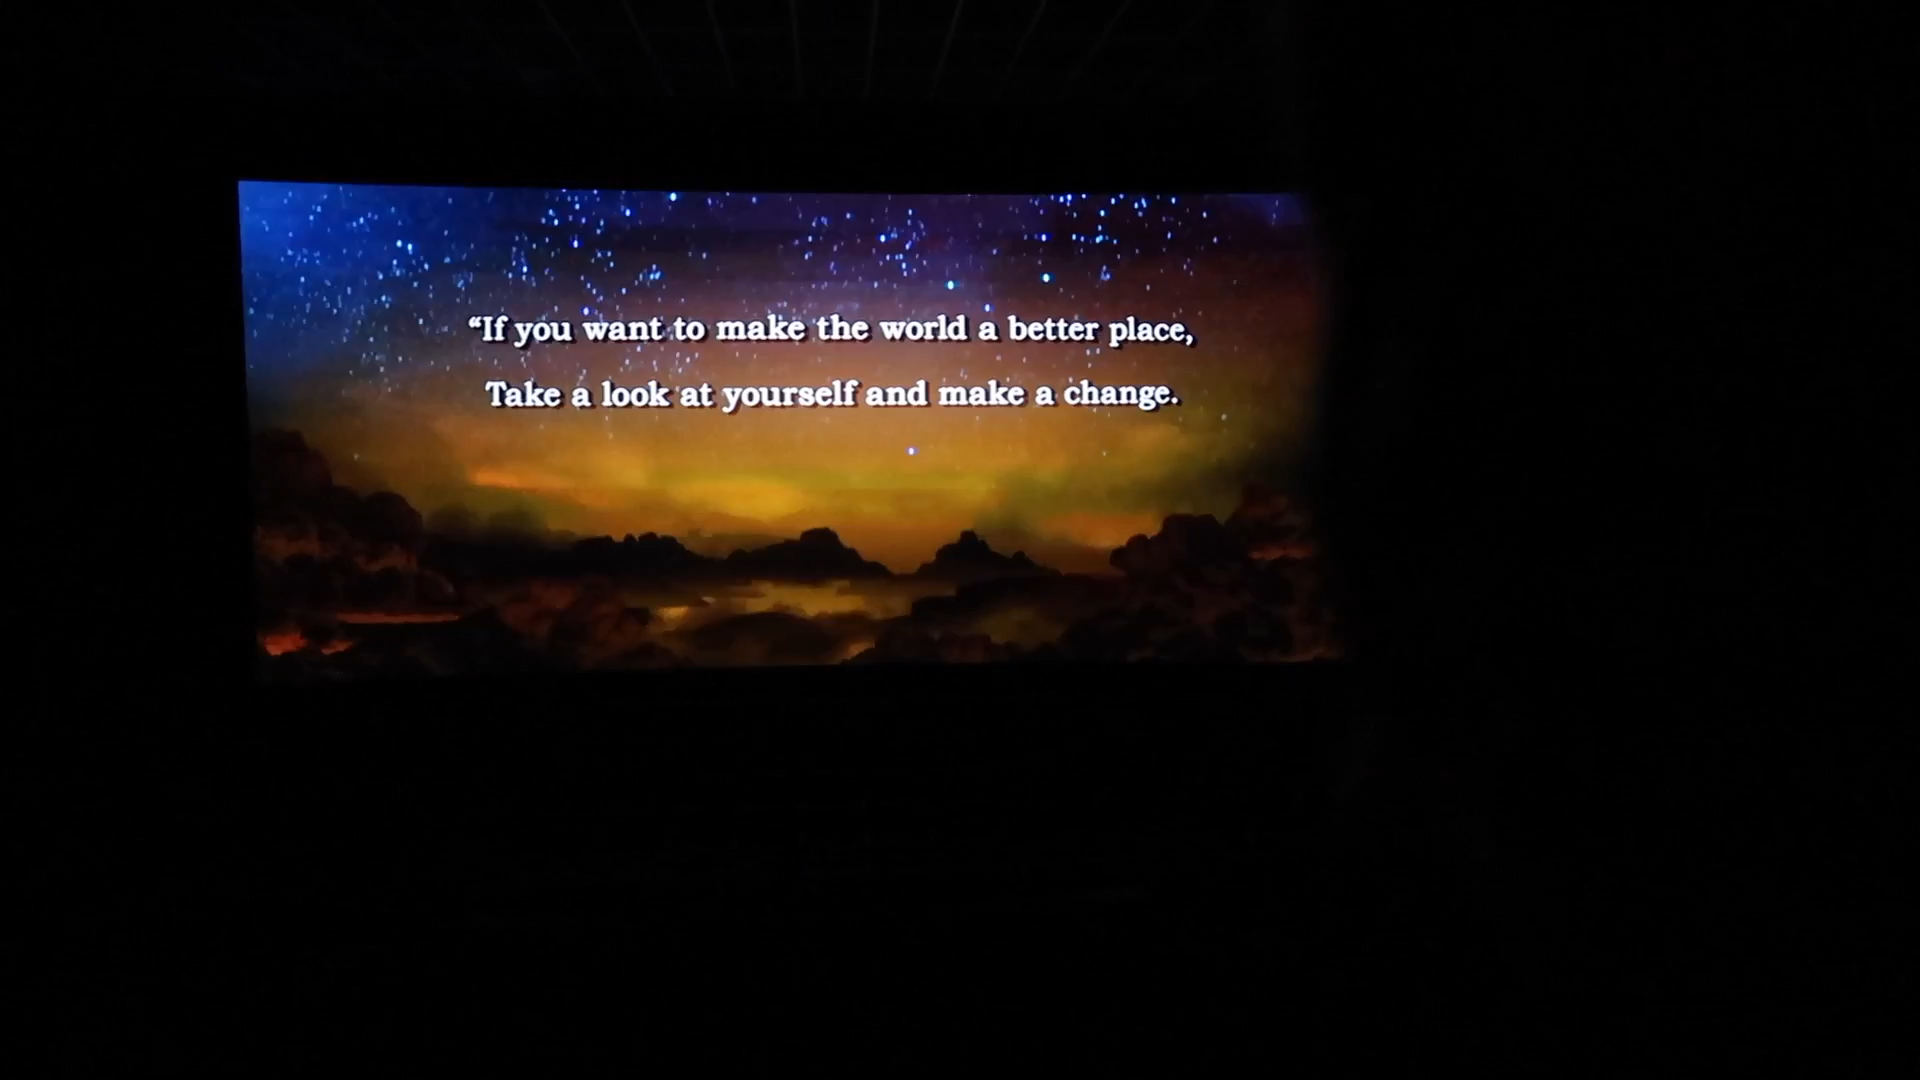 “If you want to make the world a better place,
Take a look at yourself and make a change.